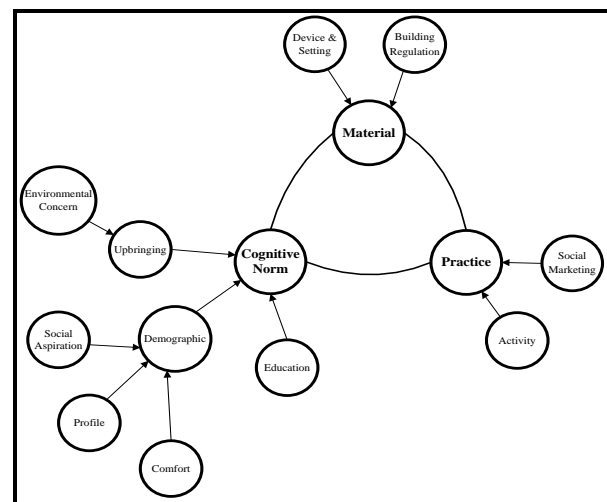 Device &
Setting
Building
Regulation
Material
Environmental
Concern
Upbringing
Cognitive
Norm
Practice
Social
Marketing
Social
Aspiration
Demographic
Education
Activity
Profile
Comfort